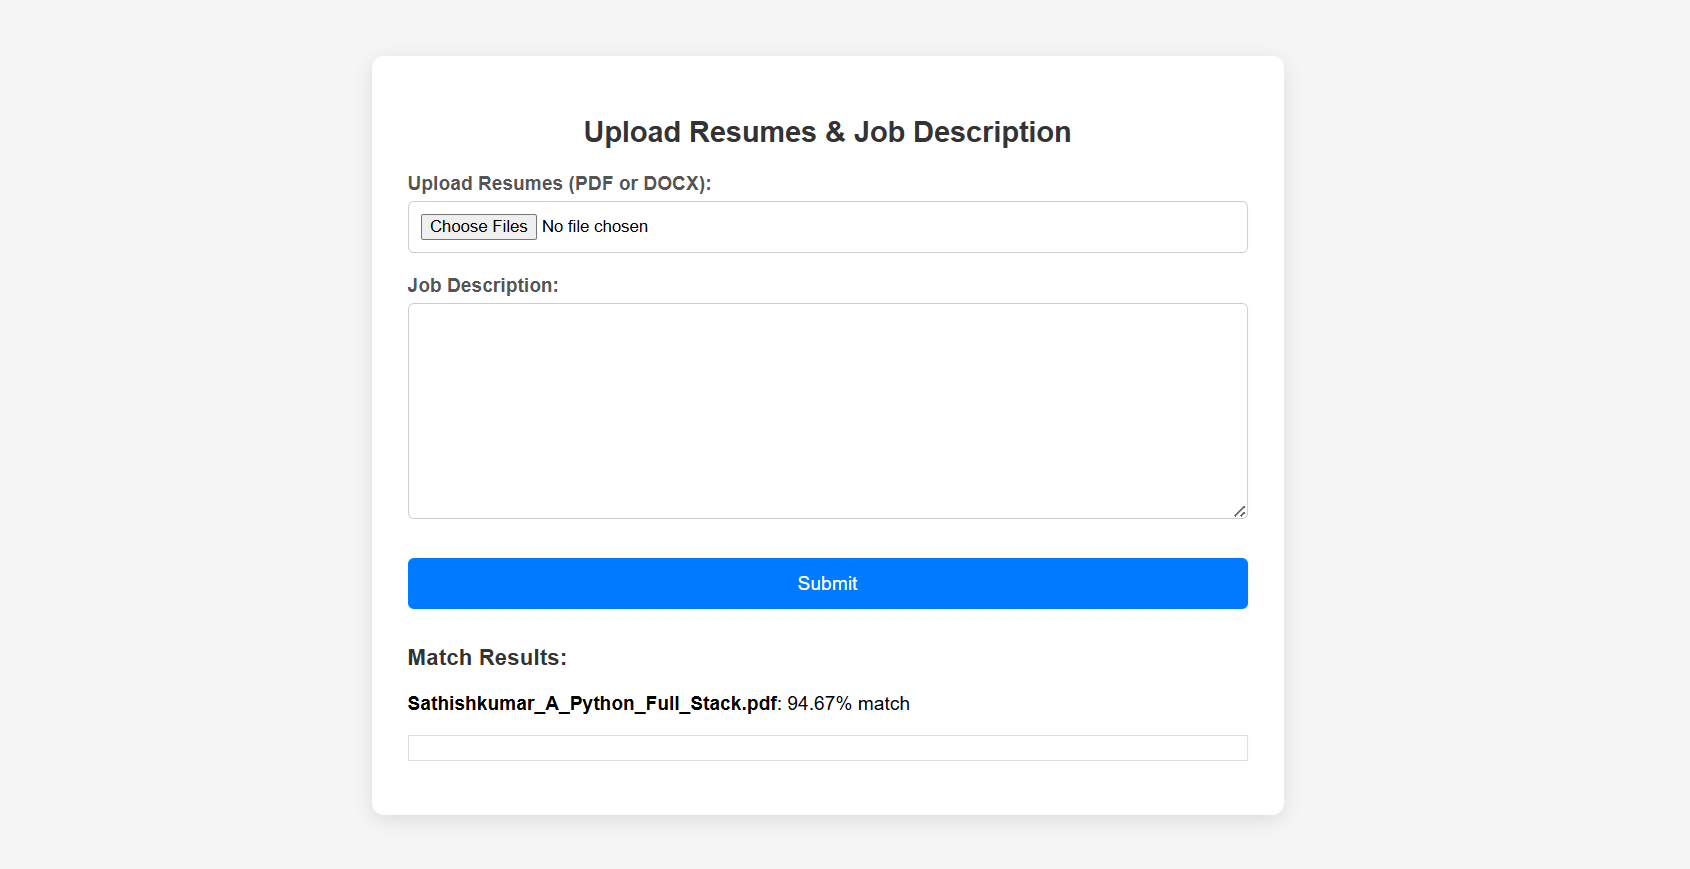 Upload Resumes & Job Description
Upload Resumes (PDF or DOCX):
Choose Files No file chosen
Job Description:
Submit
Match Results:
Sathishkumar_A_Python_Full_Stack.pdf: 94.67% match